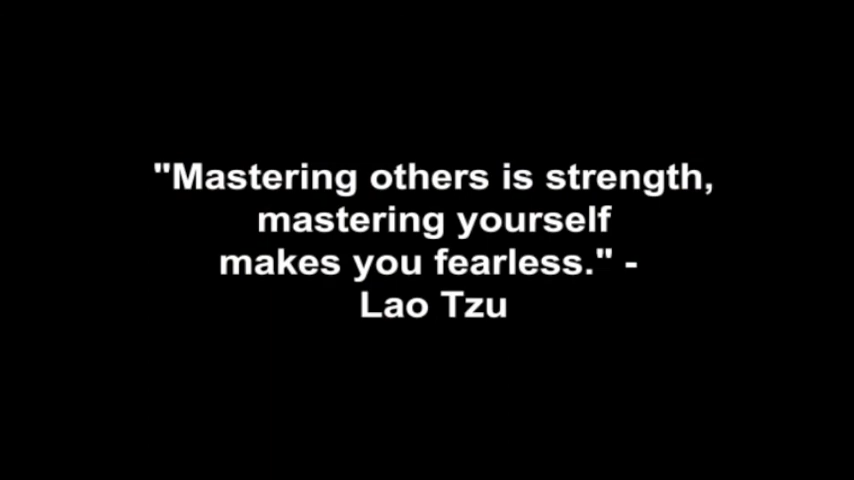 "Mastering others is strength,
mastering yourself
makes you fearless." -
Lao Tzu